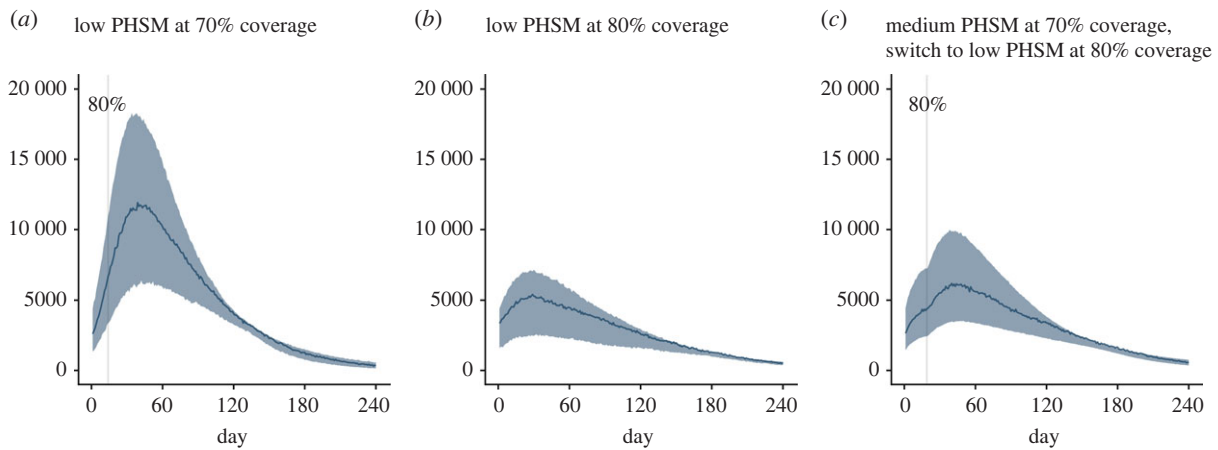 (a) low PHSM at 70% coverage
20 000
80%
15 000
10 000
5000
0
0 60 120 180 240
day
(b) low PHSM at 80% coverage
20 000
15 000
10 000
5000
0
0 60 120 180 240
day
(c) medium PHSM at 70% coverage,
switch to low PHSM at 80% coverage
20 000
80%
15 000
10 000
5000
0
0 60 120 180 240
day